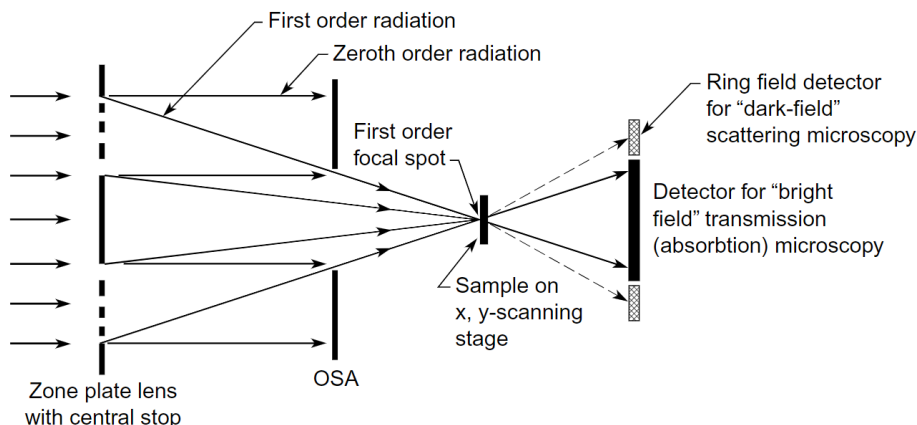 First order radiation
Zeroth order radiation
Ring field detector
for “dark-field”
scattering microscopy
First order
focal spot
Detector for “bright
field” transmission
(absorbtion) microscopy
Sample on
x, y-scanning
stage
OSA
Zone plate lens
with central stop